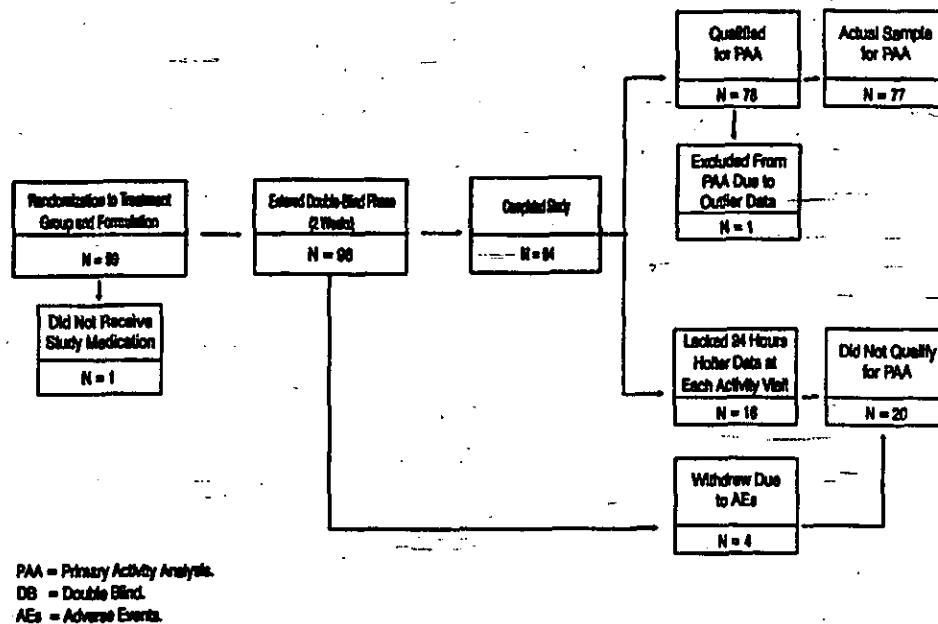 Qualified
for PAA
N = 78
Actual Sample
for PAA
N = 77
Excluded From
PAA Due to
Outlier Data
N = 1
Randomization to Treatment
Group and Formulation
N = 99
Entered Double-Blind Phase
(2 Weeks)
N = 98
Completed Study
N = 94
Did Not Receive
Study Medication
N = 1
Lacked 24 Hours
Holter Data at
Each Activity Visit
N = 16
Did Not Qualify
for PAA
N = 20
Withdrew Due
to AEs
N = 4
PAA = Primary Activity Analysis.
DB = Double Blind.
AEs = Adverse Events.